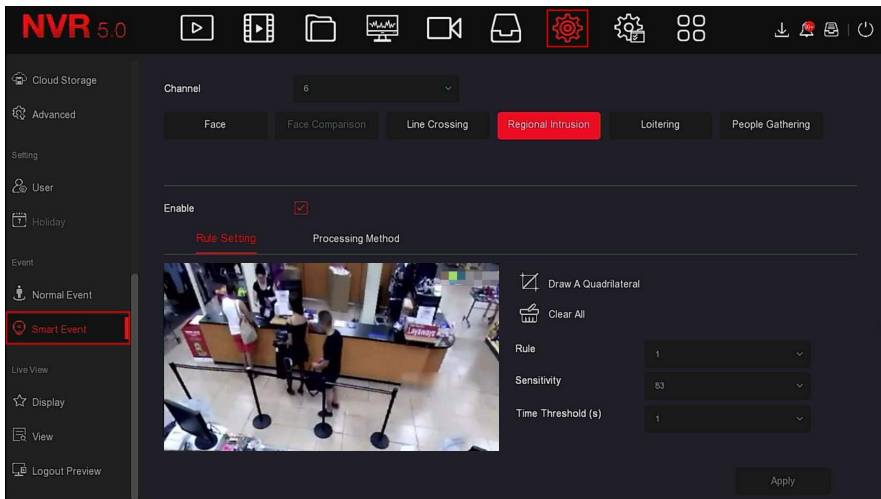 NVR 5.0
Cloud Storage
Advanced
Setting
User
Holiday
Event
Normal Event
Smart Event
Live View
Display
View
Logout Preview
Channel 6
Face Face Comparison Line Crossing Regional Intrusion Loitering People Gathering
Enable
Rule Setting Processing Method
Draw A Quadrilateral
Clear All
Rule 1
Sensitivity 83
Time Threshold (s) 1
Layaways
Apply